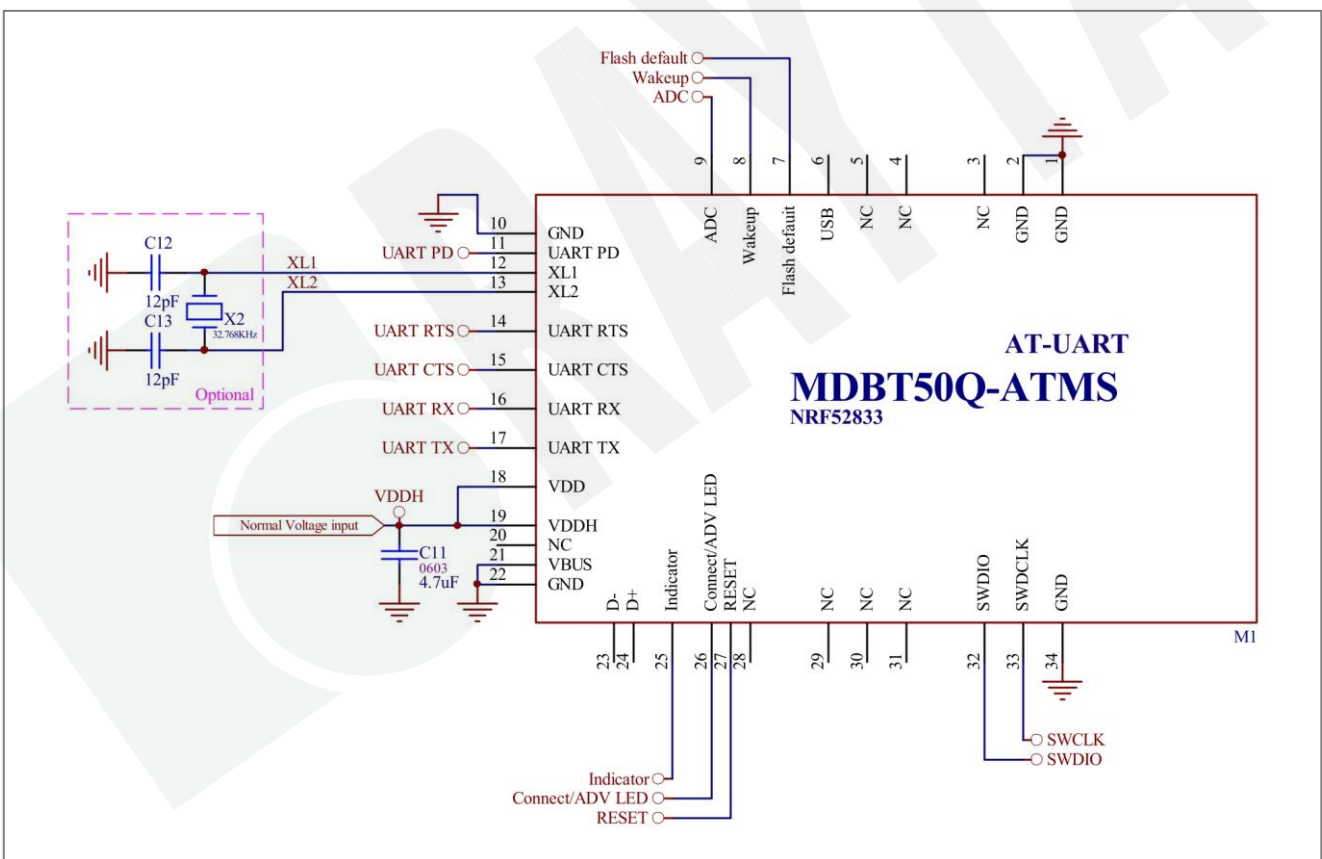 Flash default
Wakeup
ADC
9
8
7
6
5
4
3
2
1
ADC
Wakeup
Flash defauit
USB
NC
NC
NC
GND
GND
10
GND
UART PD
11
UART PD
XL1
12
XL1
XL2
13
XL2
C12
12pF
C13
12pF
X2
32.768KHz
Optional
UART RTS
14
UART RTS
UART CTS
15
UART CTS
UART RX
16
UART RX
UART TX
17
UART TX
18
VDD
VDDH
Normal Voltage input
19
VDDH
20
NC
21
VBUS
22
GND
C11
0603
4.7uF
AT-UART
MDBT50Q-ATMS
NRF52833
D-
D+
Indicator
Connect/ADV LED
RESET
NC
NC
NC
NC
SWDIO
SWDCLK
GND
M1
23
24
25
26
27
28
29
30
31
32
33
34
SWCLK
SWDIO
Indicator
Connect/ADV LED
RESET
RAYTA